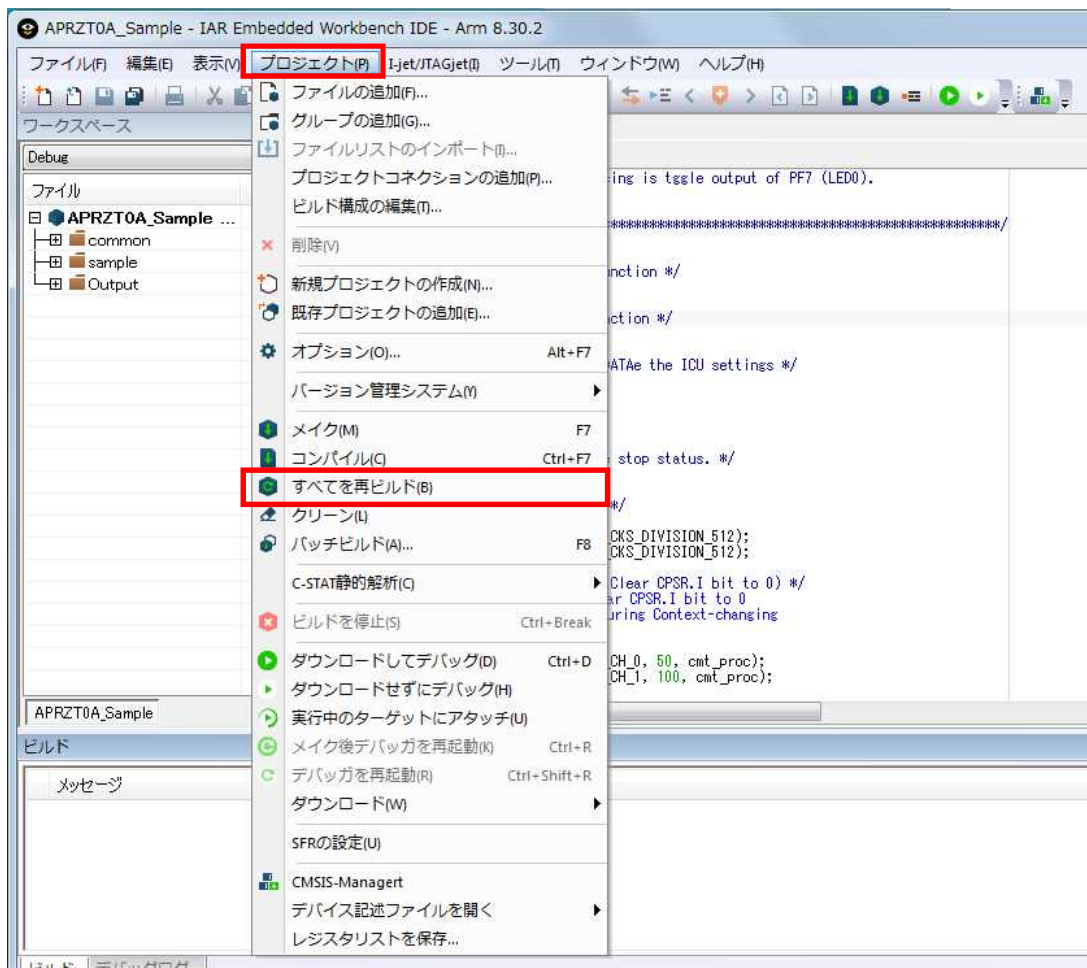 APRZT0A_Sample - IAR Embedded Workbench IDE - Arm 8.30.2
ファイル(F) 編集(E) 表示(V) プロジェクト(P) I-jet/JTAGjet(I) ツール(T) ウィンドウ(W) ヘルプ(H)
ワークスペース
Debug
ファイル
APRZT0A_Sample ...
common
sample
Output
APRZT0A_Sample
ファイルの追加(F)...
グループの追加(G)...
ファイルリストのインポート(I)...
プロジェクトコネクションの追加(P)...
ビルド構成の編集(T)...
削除(V)
新規プロジェクトの作成(N)...
既存プロジェクトの追加(E)...
オプション(O)... Alt+F7
バージョン管理システム(Y)
メイク(M) F7
コンパイル(C) Ctrl+F7
すべてを再ビルド(B)
クリーン(L)
バッチビルド(A)... F8
C-STAT静的解析(C)
ビルドを停止(S) Ctrl+Break
ダウンロードしてデバッグ(D) Ctrl+D
ダウンロードせずにデバッグ(H)
実行中のターゲットにアタッチ(U)
メイク後デバッガを再起動(K) Ctrl+R
デバッガを再起動(R) Ctrl+Shift+R
ダウンロード(W)
SFRの設定(U)
CMSIS-Managert
デバイス記述ファイルを開く
レジスタリストを保存...
ing is tggle output of PF7 (LED0).
***************************************************************/
nction */
ction */
DATAe the ICU settings */
stop status. */
*/
CKS_DIVISION_512);
CKS_DIVISION_512);
Clear CPSR.I bit to 0) */
ar CPSR.I bit to 0
uring Context-changing
CH_0, 50, cmt_proc);
CH_1, 100, cmt_proc);
ビルド
メッセージ
ビルド デバッグログ